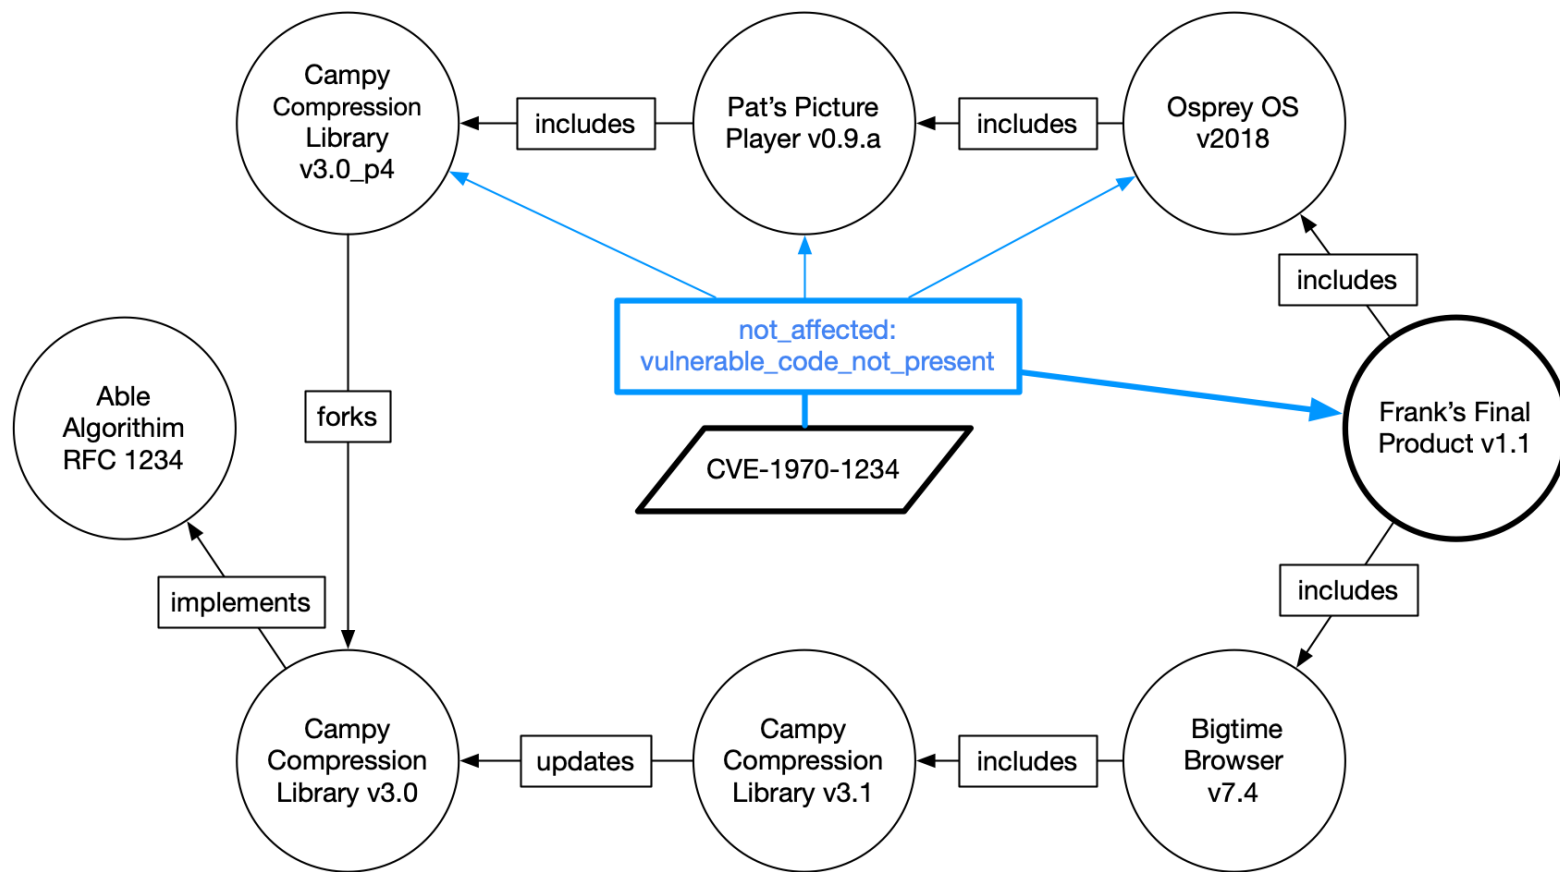 Campy
Compression
Library
v3.0_p4
includes
Pat's Picture
Player v0.9.a
includes
Osprey OS
v2018
includes
not_affected:
vulnerable_code_not_present
Able
Algorithim
RFC 1234
forks
Frank's Final
Product v1.1
CVE-1970-1234
implements
includes
Campy
Compression
Library v3.0
updates
Campy
Compression
Library v3.1
includes
Bigtime
Browser
v7.4